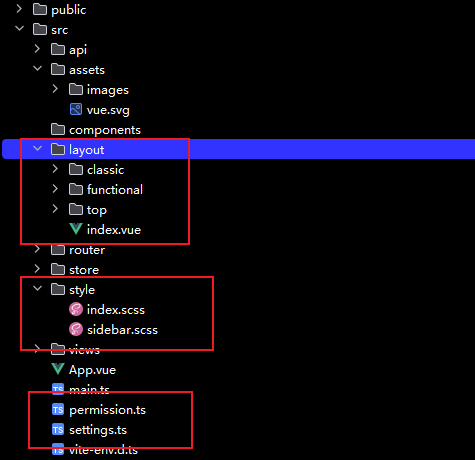 public
src
api
assets
images
vue.svg
components
layout
classic
functional
top
index.vue
router
store
style
index.scss
sidebar.scss
views
App.vue
TS main.ts
TS permission.ts
TS settings.ts
TS vite-env.d.ts